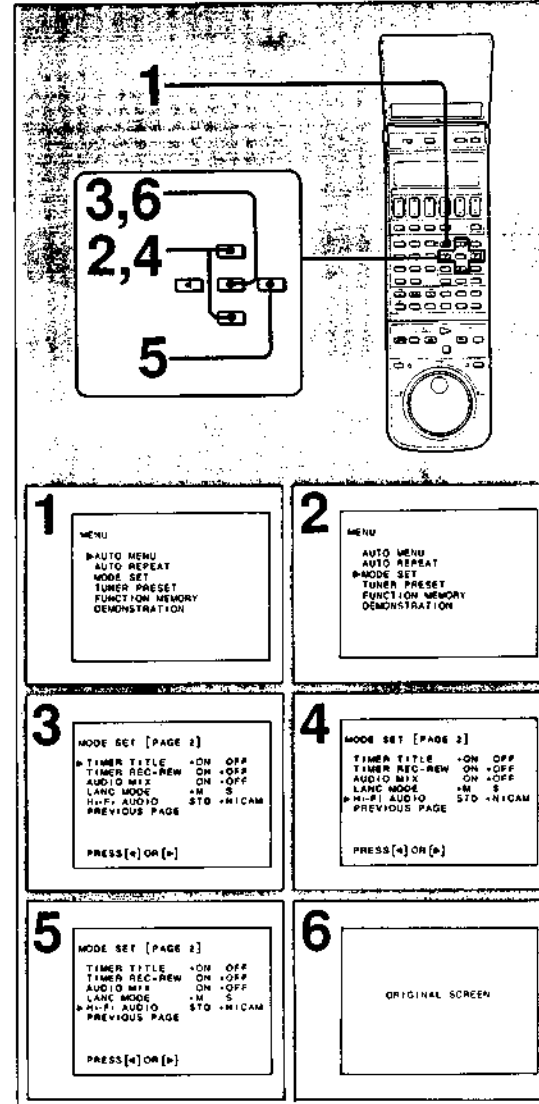 1
3,6
2,4
5
1
MENU
▶AUTO MENU
AUTO REPEAT
MODE SET
TUNER PRESET
FUNCTION MEMORY
DEMONSTRATION
2
MENU
AUTO MENU
AUTO REPEAT
▶MODE SET
TUNER PRESET
FUNCTION MEMORY
DEMONSTRATION
3
MODE SET [PAGE 2]
▶ TIMER TITLE •ON OFF
TIMER REC-REW ON •OFF
AUDIO MIX ON •OFF
LANC MODE •M S
Hi-Fi AUDIO STD •NICAM
PREVIOUS PAGE
PRESS[◀] OR [▶]
4
MODE SET [PAGE 2]
TIMER TITLE •ON OFF
TIMER REC-REW ON •OFF
AUDIO MIX ON •OFF
LANC MODE •M S
▶ Hi-Fi AUDIO STD •NICAM
PREVIOUS PAGE
PRESS[◀] OR [▶]
5
MODE SET [PAGE 2]
TIMER TITLE •ON OFF
TIMER REC-REW ON •OFF
AUDIO MIX ON •OFF
LANC MODE •M S
▶ Hi-Fi AUDIO STD •NICAM
PREVIOUS PAGE
PRESS[◀] OR [▶]
6
ORIGINAL SCREEN